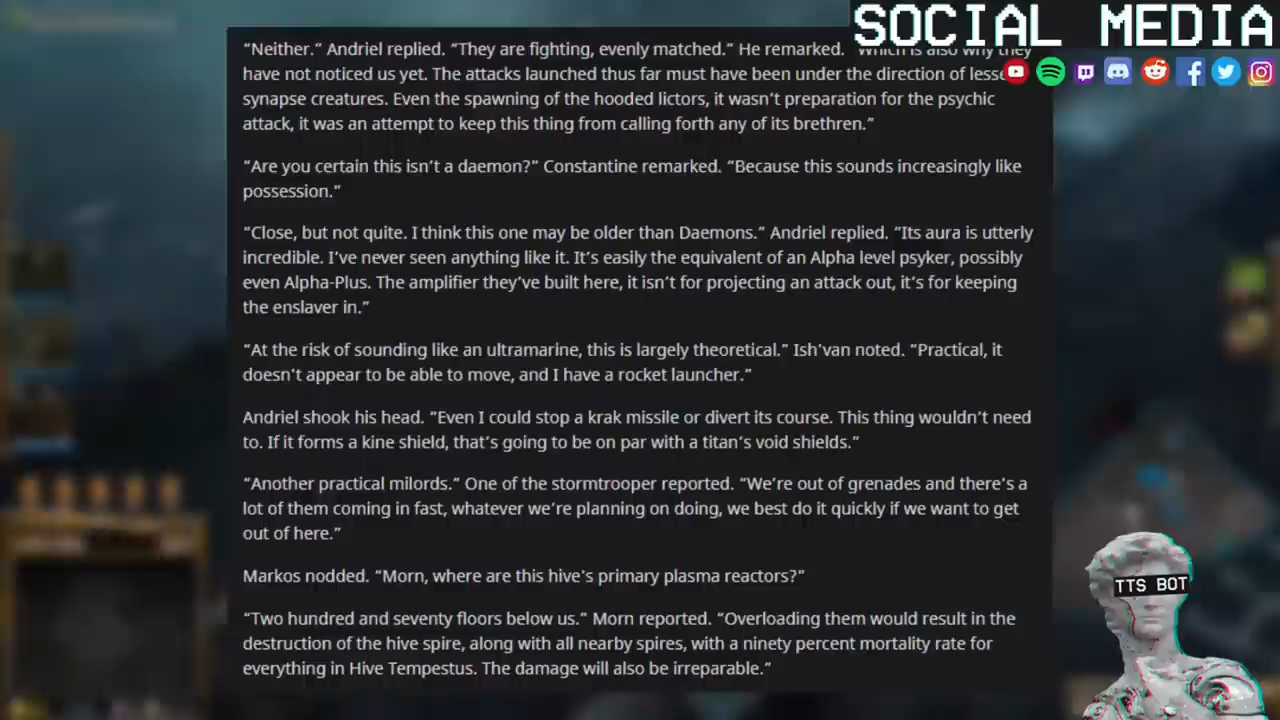 SOCIAL MEDIA
“Neither.” Andriel replied. “They are fighting, evenly matched.” He remarked. “Which is also why they
have not noticed us yet. The attacks launched thus far must have been under the direction of
synapse creatures. Even the spawning of the hooded lictors, it wasn’t preparation for the psychic
attack, it was an attempt to keep this thing from calling forth any of its brethren.”
“Are you certain this isn’t a daemon?” Constantine remarked. “Because this sounds increasingly like
possession.”
“Close, but not quite. I think this one may be older than Daemons.” Andriel replied. “Its aura is utterly
incredible. I’ve never seen anything like it. It’s easily the equivalent of an Alpha level psyker, possibly
even Alpha-Plus. The amplifier they’ve built here, it isn’t for projecting an attack out, it’s for keeping
the enslaver in.”
“At the risk of sounding like an ultramarine, this is largely theoretical.” Ish’van noted. “Practical, it
doesn’t appear to be able to move, and I have a rocket launcher.”
Andriel shook his head. “Even I could stop a krak missile or divert its course. This thing wouldn’t need
to. If it forms a kine shield, that’s going to be on par with a titan’s void shields.”
“Another practical milords.” One of the stormtrooper reported. “We’re out of grenades and there’s a
lot of them coming in fast, whatever we’re planning on doing, we best do it quickly if we want to get
out of here.”
Markos nodded. “Morn, where are this hive’s primary plasma reactors?”
“Two hundred and seventy floors below us.” Morn reported. “Overloading them would result in the
destruction of the hive spire, along with all nearby spires, with a ninety percent mortality rate for
everything in Hive Tempestus. The damage will also be irreparable.”
TTS BOT